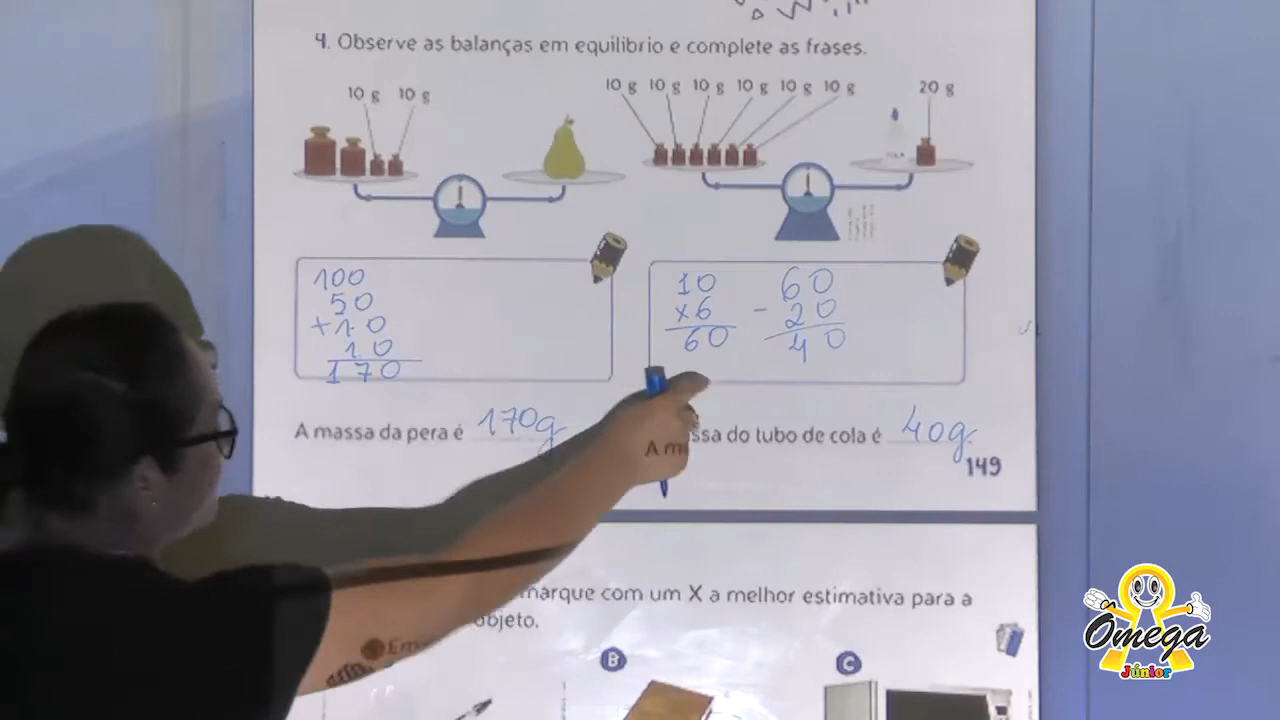 4. Observe as balanças em equilibrio e complete as frases.
10 g 10 g
10 g 10 g 10 g 10 g 10 g 10 g
20 g
100
50
+10
10
170
10
x6
60
60
- 20
40
A massa da pera é 170g
ssa do tubo de cola é 40g.
149
marque com um X a melhor estimativa para a
objeto.
B
C
Ômega
Júnior